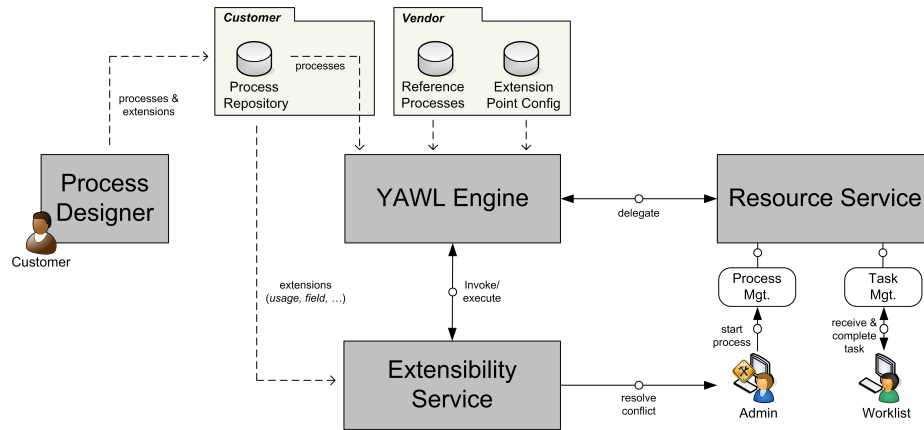 Customer
Vendor
Process
Repository
processes
Reference
Processes
Extension
Point Config
processes &
extensions
Process
Designer
Customer
YAWL Engine
delegate
Resource Service
extensions
(usage, field, ...)
Invoke/
execute
Process
Mgt.
Task
Mgt.
start
process
receive &
complete
task
Extensibility
Service
resolve
conflict
Admin
Worklist